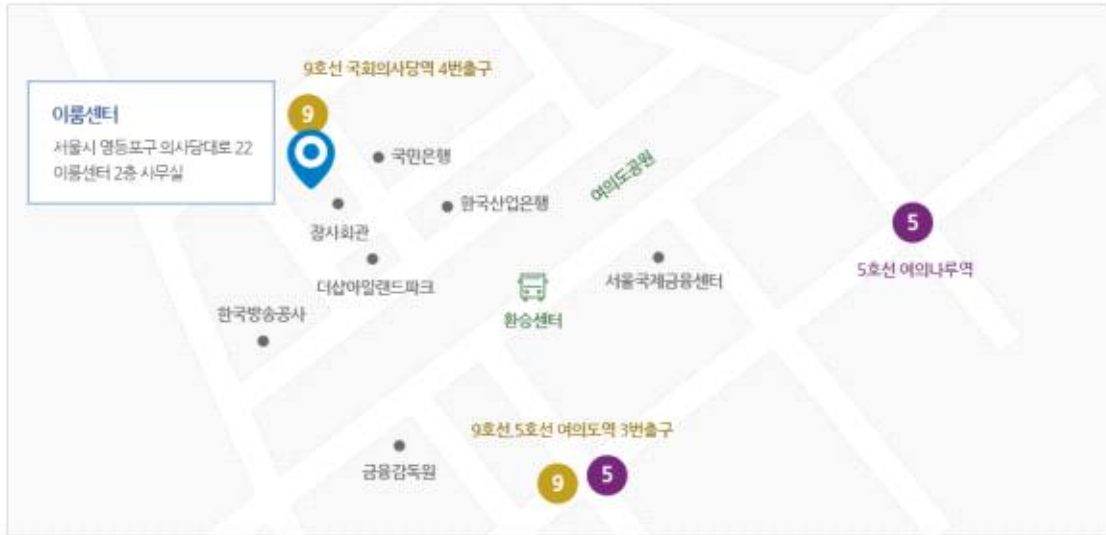 9호선 국회의사당역 4번출구
이룸센터
서울시 영등포구 의사당대로 22
이룸센터 2층 사무실
9
국민은행
한국산업은행
여의도공원
잠사회관
더샵아일랜드파크
한국방송공사
환승센터
서울국제금융센터
5
5호선 여의나루역
9호선.5호선 여의도역 3번출구
금융감독원
9
5